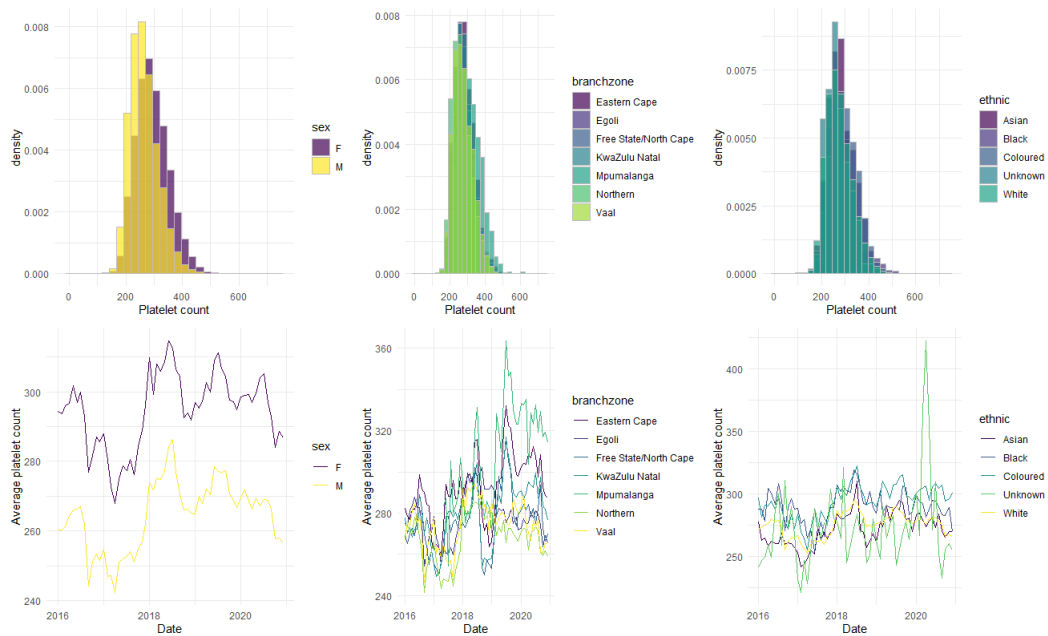 0.008
0.006
0.004
0.002
0.000
density
0 200 400 600
Platelet count
sex
F
M
0.008
0.006
0.004
0.002
0.000
density
0 200 400 600
Platelet count
branchzone
Eastern Cape
Egoli
Free State/North Cape
KwaZulu Natal
Mpumalanga
Northern
Vaal
0.0075
0.0050
0.0025
0.0000
density
0 200 400 600
Platelet count
ethnic
Asian
Black
Coloured
Unknown
White
300
280
260
240
Average platelet count
2016 2018 2020
Date
sex
F
M
360
320
280
240
Average platelet count
2016 2018 2020
Date
branchzone
Eastern Cape
Egoli
Free State/North Cape
KwaZulu Natal
Mpumalanga
Northern
Vaal
400
350
300
250
Average platelet count
2016 2018 2020
Date
ethnic
Asian
Black
Coloured
Unknown
White